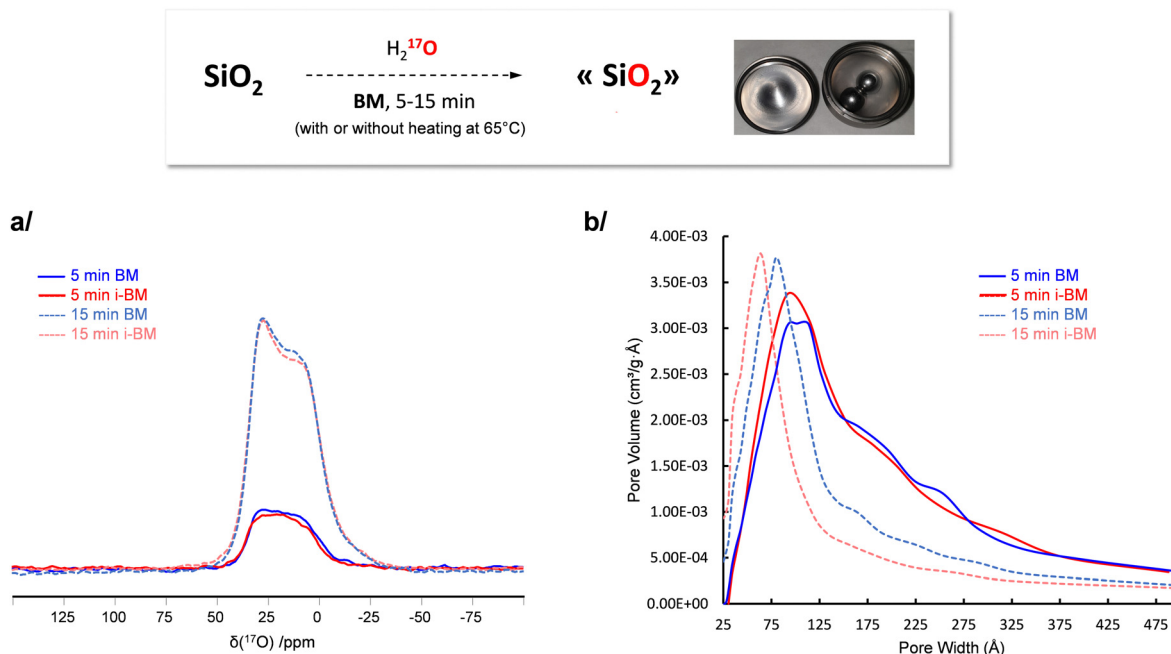 SiO₂
H₂¹⁷O
BM, 5-15 min
(with or without heating at 65°C)
« SiO₂»
a/
5 min BM
5 min i-BM
15 min BM
15 min i-BM
125 100 75 50 25 0 -25 -50 -75
δ(¹⁷O) /ppm
b/
Pore Volume (cm³/g·Å)
4.00E-03
3.50E-03
3.00E-03
2.50E-03
2.00E-03
1.50E-03
1.00E-03
5.00E-04
0.00E+00
5 min BM
5 min i-BM
15 min BM
15 min i-BM
25 75 125 175 225 275 325 375 425 475
Pore Width (Å)